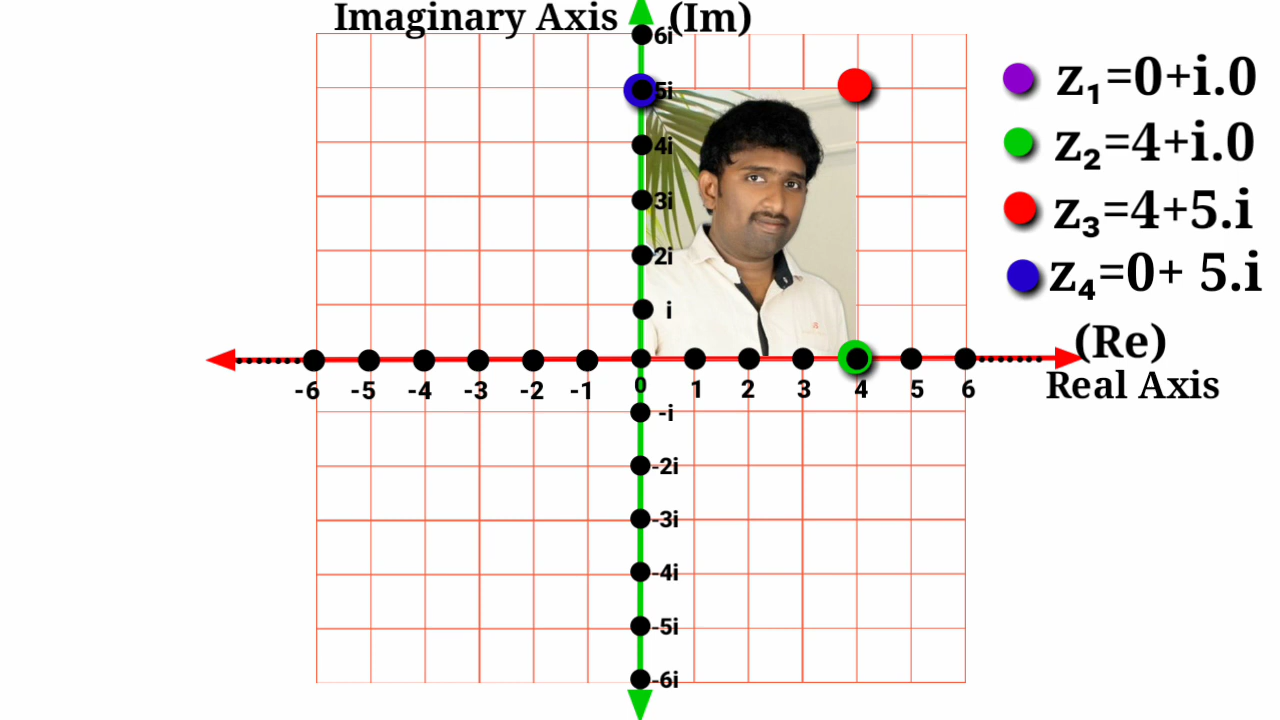 Imaginary Axis (Im)
6i
5i
4i
3i
2i
i
z₁=0+i.0
z₂=4+i.0
z₃=4+5.i
z₄=0+ 5.i
(Re)
Real Axis
-6 -5 -4 -3 -2 -1 0 1 2 3 4 5 6
-i
-2i
-3i
-4i
-5i
-6i